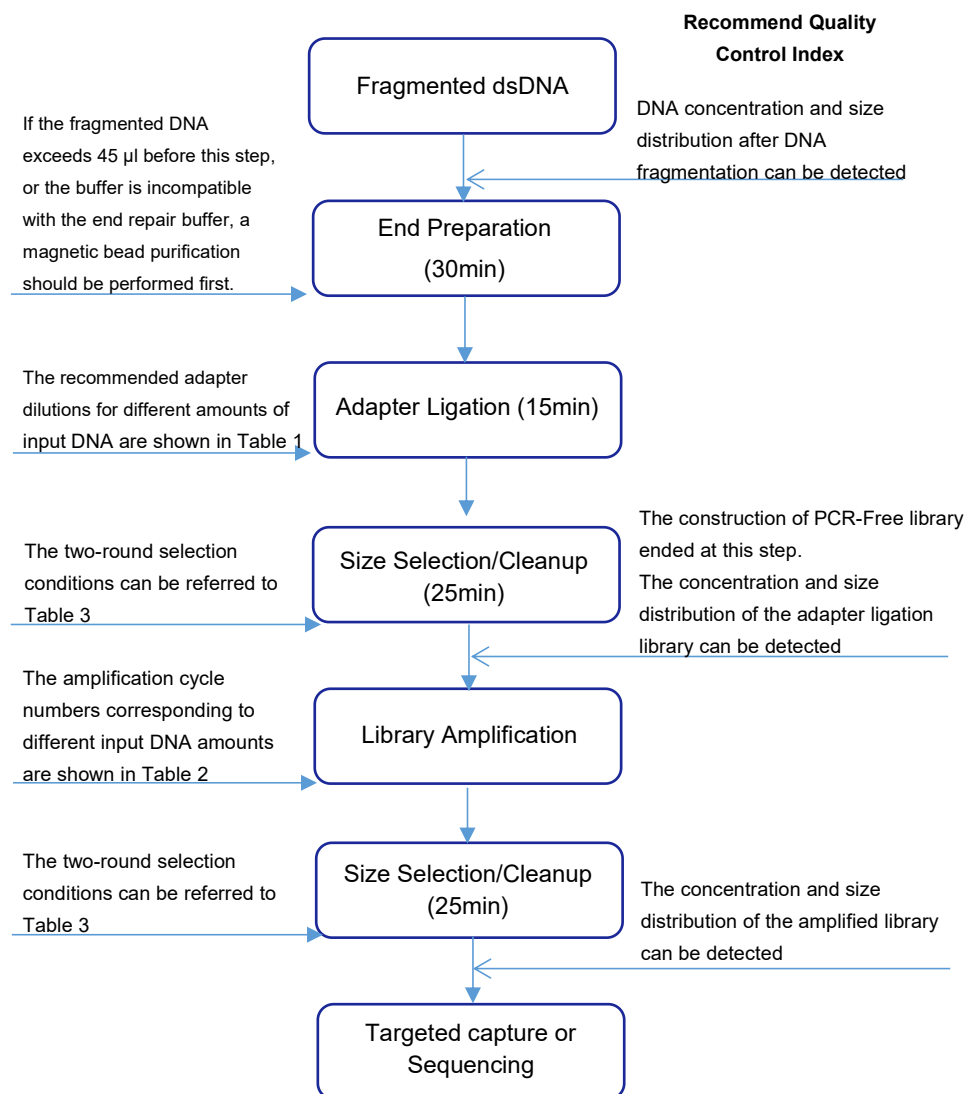 Recommend Quality
Control Index
Fragmented dsDNA
DNA concentration and size
distribution after DNA
fragmentation can be detected
If the fragmented DNA
exceeds 45 µl before this step,
or the buffer is incompatible
with the end repair buffer, a
magnetic bead purification
should be performed first.
End Preparation
(30min)
The recommended adapter
dilutions for different amounts of
input DNA are shown in Table 1
Adapter Ligation (15min)
The two-round selection
conditions can be referred to
Table 3
Size Selection/Cleanup
(25min)
The construction of PCR-Free library
ended at this step.
The concentration and size
distribution of the adapter ligation
library can be detected
The amplification cycle
numbers corresponding to
different input DNA amounts
are shown in Table 2
Library Amplification
The two-round selection
conditions can be referred to
Table 3
Size Selection/Cleanup
(25min)
The concentration and size
distribution of the amplified library
can be detected
Targeted capture or
Sequencing